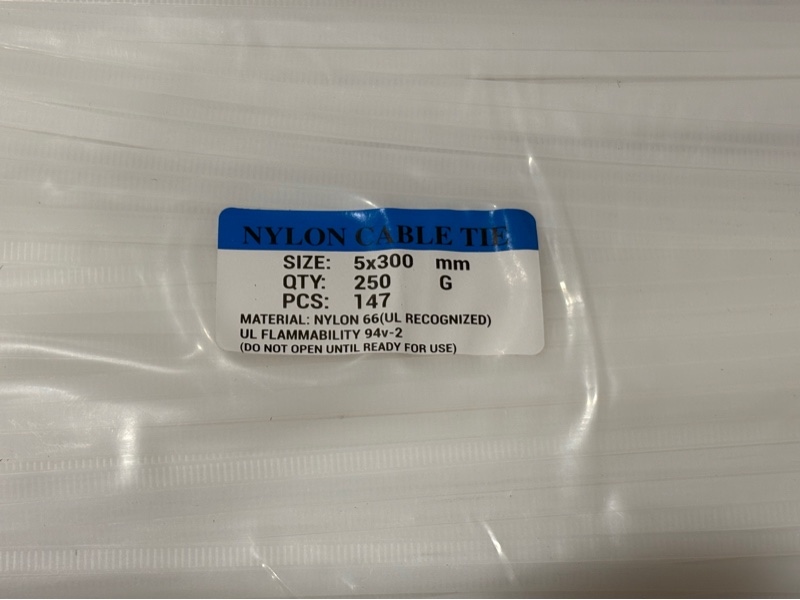 NYLON CABLE TIE
SIZE: 5x300 mm
QTY: 250 G
PCS: 147
MATERIAL: NYLON 66(UL RECOGNIZED)
UL FLAMMABILITY 94v-2
(DO NOT OPEN UNTIL READY FOR USE)